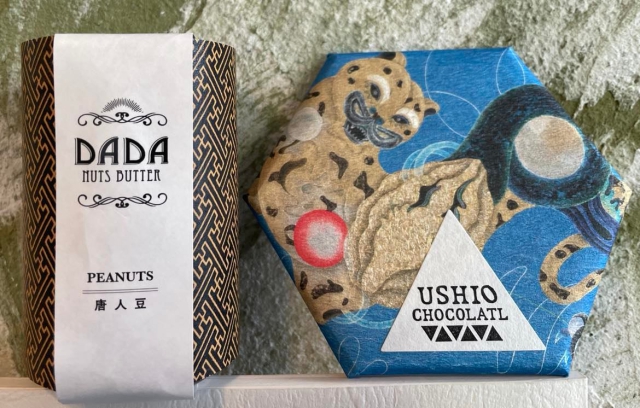 DADA
NUTS BUTTER
PEANUTS
唐人豆
USHIO
CHOCOLATL